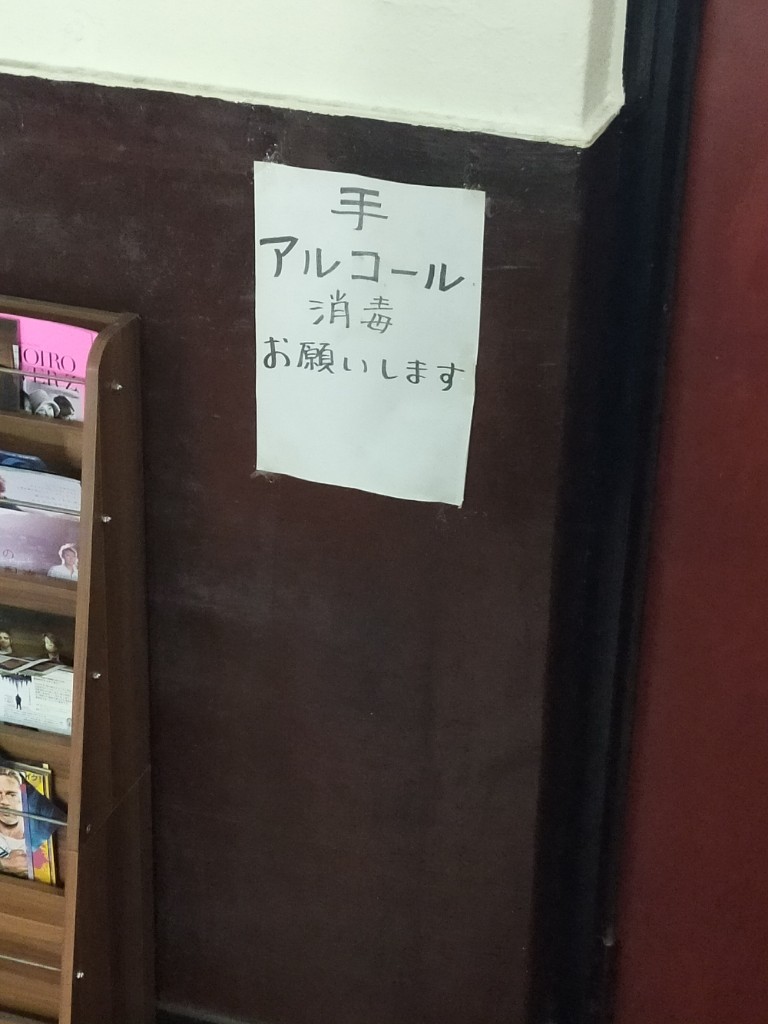 手
アルコール
消毒
お願いします